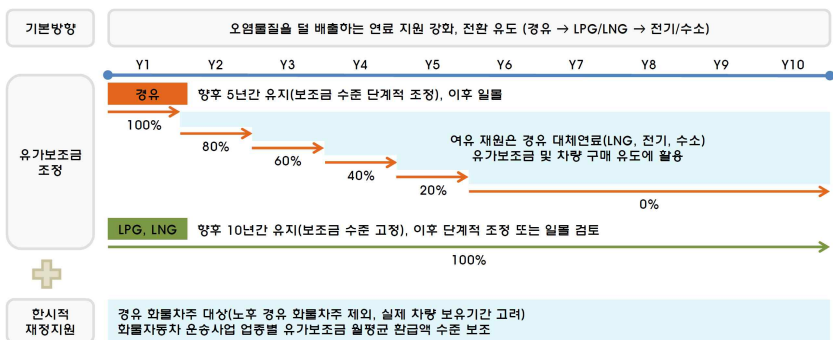 기본방향
오염물질을 덜 배출하는 연료 지원 강화, 전환 유도 (경유 → LPG/LNG → 전기/수소)
Y1 Y2 Y3 Y4 Y5 Y6 Y7 Y8 Y9 Y10
유가보조금
조정
경유 향후 5년간 유지(보조금 수준 단계적 조정), 이후 일몰
100%
80%
60%
40%
20%
0%
여유 재원은 경유 대체연료(LNG, 전기, 수소)
유가보조금 및 차량 구매 유도에 활용
LPG, LNG 향후 10년간 유지(보조금 수준 고정), 이후 단계적 조정 또는 일몰 검토
100%
한시적
재정지원
경유 화물차주 대상(노후 경유 화물차주 제외, 실제 차량 보유기간 고려)
화물자동차 운송사업 업종별 유가보조금 월평균 환급액 수준 보조